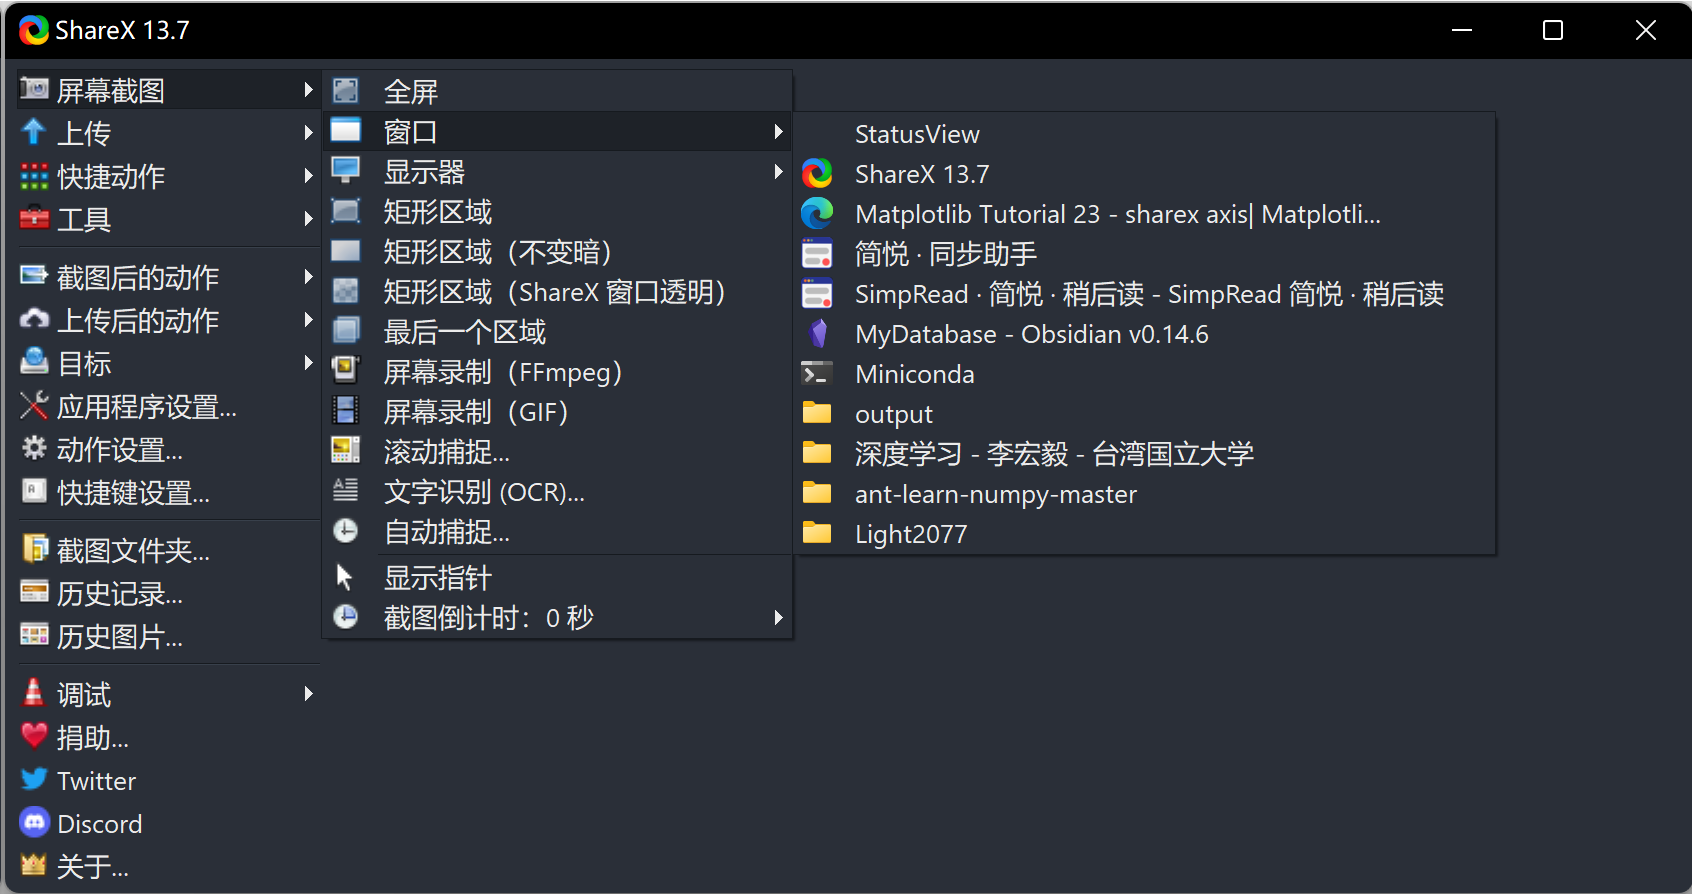 ShareX 13.7
屏幕截图
上传
快捷动作
工具
截图后的动作
上传后的动作
目标
应用程序设置...
动作设置...
快捷键设置...
截图文件夹...
历史记录...
历史图片...
调试
捐助...
Twitter
Discord
关于...
全屏
窗口
显示器
矩形区域
矩形区域（不变暗）
矩形区域（ShareX 窗口透明）
最后一个区域
屏幕录制（FFmpeg）
屏幕录制（GIF）
滚动捕捉...
文字识别 (OCR)...
自动捕捉...
显示指针
截图倒计时：0 秒
StatusView
ShareX 13.7
Matplotlib Tutorial 23 - sharex axis| Matplotli...
简悦 · 同步助手
SimpRead · 简悦 · 稍后读 - SimpRead 简悦 · 稍后读
MyDatabase - Obsidian v0.14.6
Miniconda
output
深度学习 - 李宏毅 - 台湾国立大学
ant-learn-numpy-master
Light2077